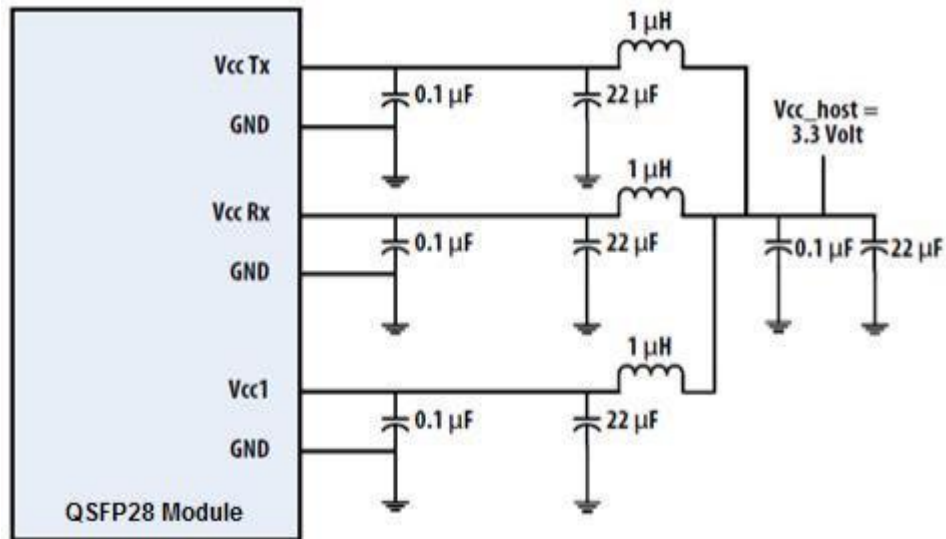 1 µH
Vcc Tx
0.1 µF
22 µF
GND
Vcc_host =
3.3 Volt
1 µH
Vcc Rx
0.1 µF
22 µF
0.1 µF
22 µF
GND
1 µH
Vcc1
0.1 µF
22 µF
GND
QSFP28 Module